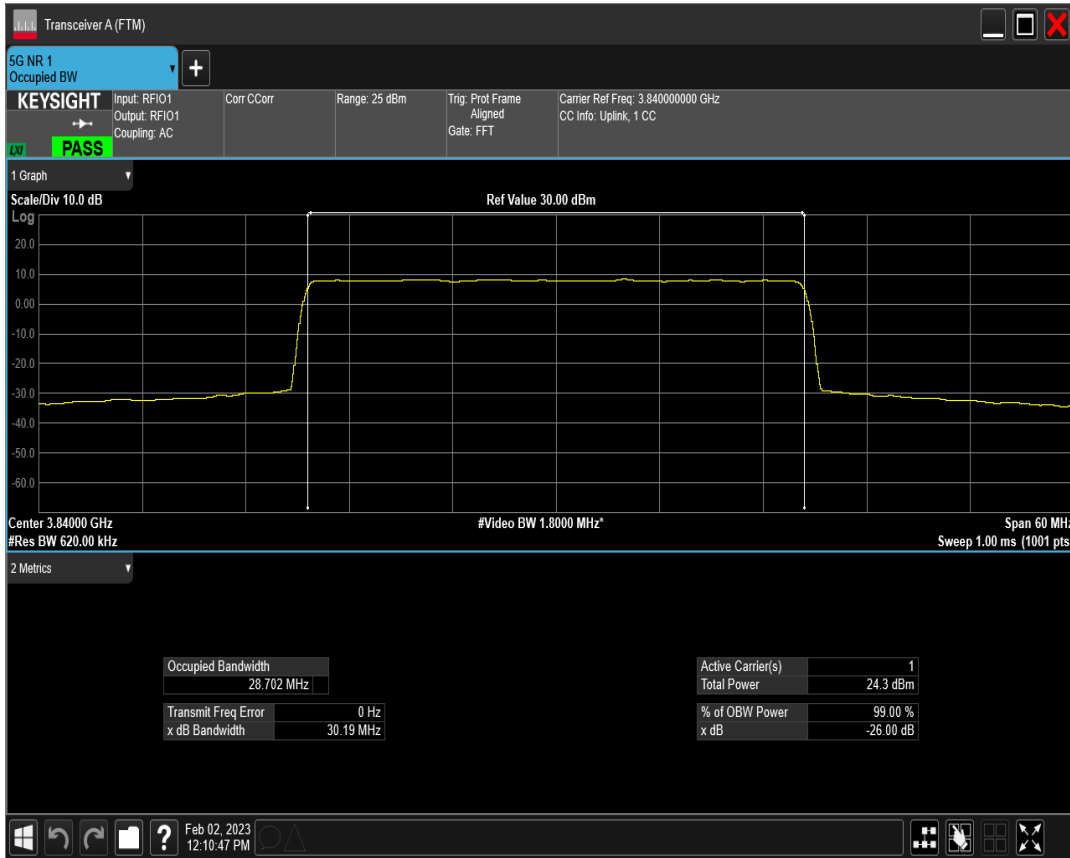 Transceiver A (FTM)
5G NR 1
Occupied BW
+
KEYSIGHT
LXI
PASS
Input: RFIO1
Output: RFIO1
Coupling: AC
Corr CCorr
Range: 25 dBm
Trig: Prot Frame
Aligned
Gate: FFT
Carrier Ref Freq: 3.840000000 GHz
CC Info: Uplink, 1 CC
1 Graph
Scale/Div 10.0 dB
Ref Value 30.00 dBm
Log
20.0
10.0
0.00
-10.0
-20.0
-30.0
-40.0
-50.0
-60.0
Center 3.84000 GHz
#Video BW 1.8000 MHz*
Span 60 MHz
#Res BW 620.00 kHz
Sweep 1.00 ms (1001 pts
2 Metrics
Occupied Bandwidth
28.702 MHz
Transmit Freq Error 0 Hz
x dB Bandwidth 30.19 MHz
Active Carrier(s) 1
Total Power 24.3 dBm
% of OBW Power 99.00 %
x dB -26.00 dB
?
Feb 02, 2023
12:10:47 PM